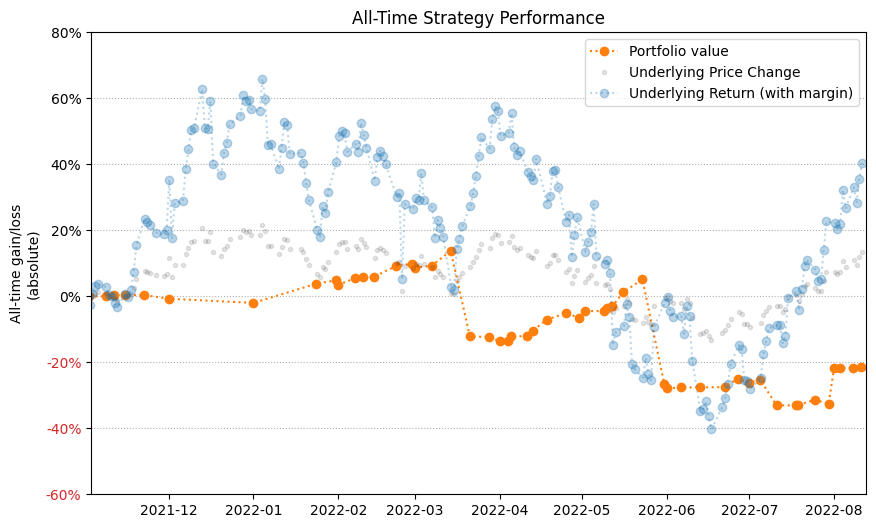 All-Time Strategy Performance
80%
60%
40%
20%
0%
-20%
-40%
-60%
All-time gain/loss
(absolute)
Portfolio value
Underlying Price Change
Underlying Return (with margin)
2021-12
2022-01
2022-02
2022-03
2022-04
2022-05
2022-06
2022-07
2022-08